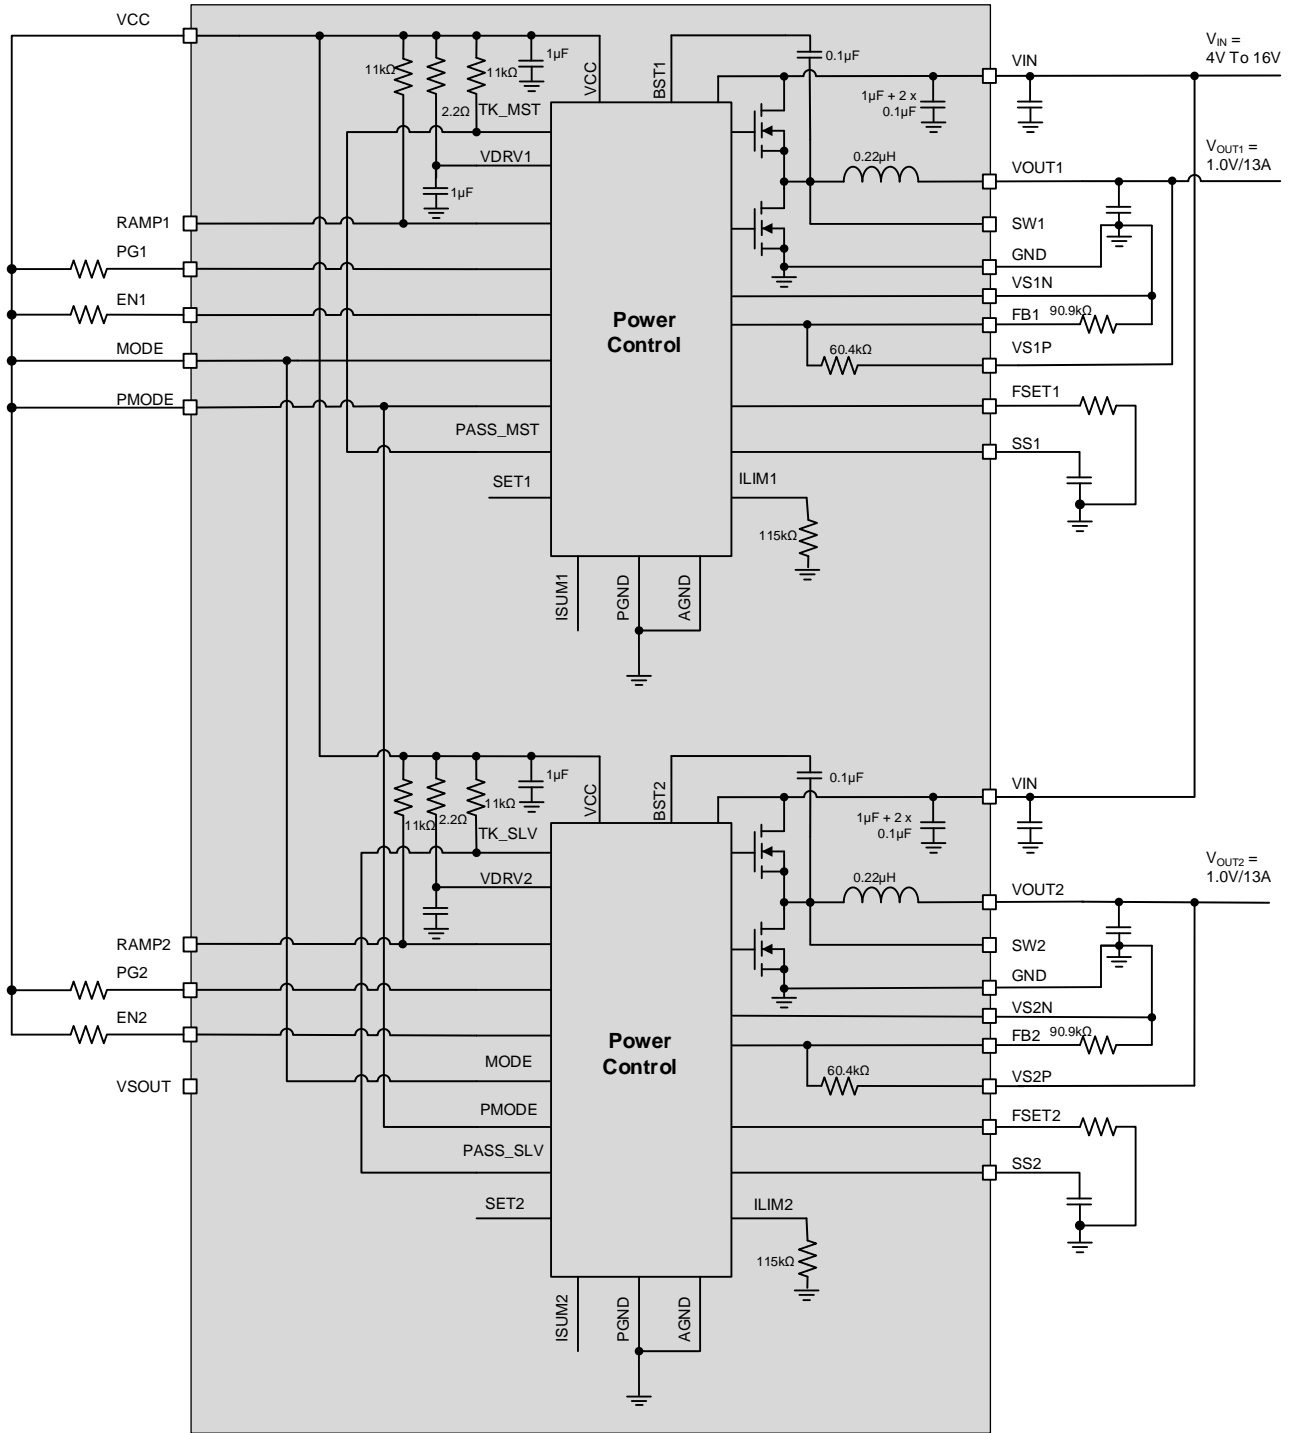 VCC
11kΩ
2.2Ω
11kΩ
1µF
TK_MST
VCC
BST1
0.1µF
VIN
V_IN =
4V To 16V
1µF + 2 x
0.1µF
VDRV1
1µF
0.22µH
VOUT1
V_OUT1 =
1.0V/13A
RAMP1
SW1
PG1
GND
EN1
VS1N
Power
Control
FB1
90.9kΩ
MODE
60.4kΩ
VS1P
PMODE
FSET1
PASS_MST
SS1
SET1
ILIM1
115kΩ
ISUM1
PGND
AGND
11kΩ
2.2Ω
11kΩ
1µF
TK_SLV
VCC
BST2
0.1µF
VIN
1µF + 2 x
0.1µF
VDRV2
0.22µH
VOUT2
V_OUT2 =
1.0V/13A
RAMP2
SW2
PG2
GND
EN2
VS2N
Power
Control
FB2
90.9kΩ
MODE
60.4kΩ
VS2P
VSOUT
PMODE
FSET2
PASS_SLV
SS2
SET2
ILIM2
115kΩ
ISUM2
PGND
AGND